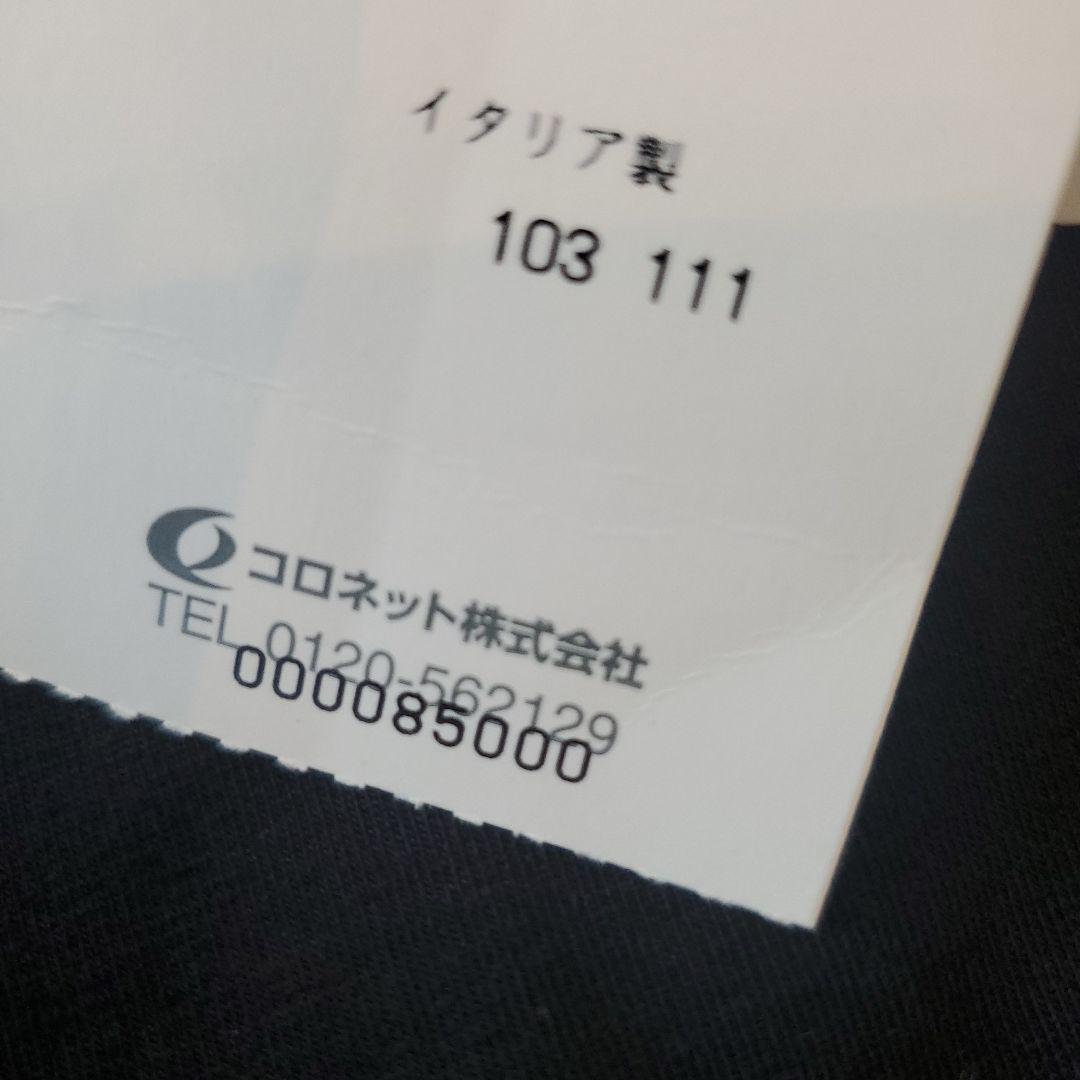 イタリア製
103 111
コロネット株式会社
TEL 0120-562129
000085000